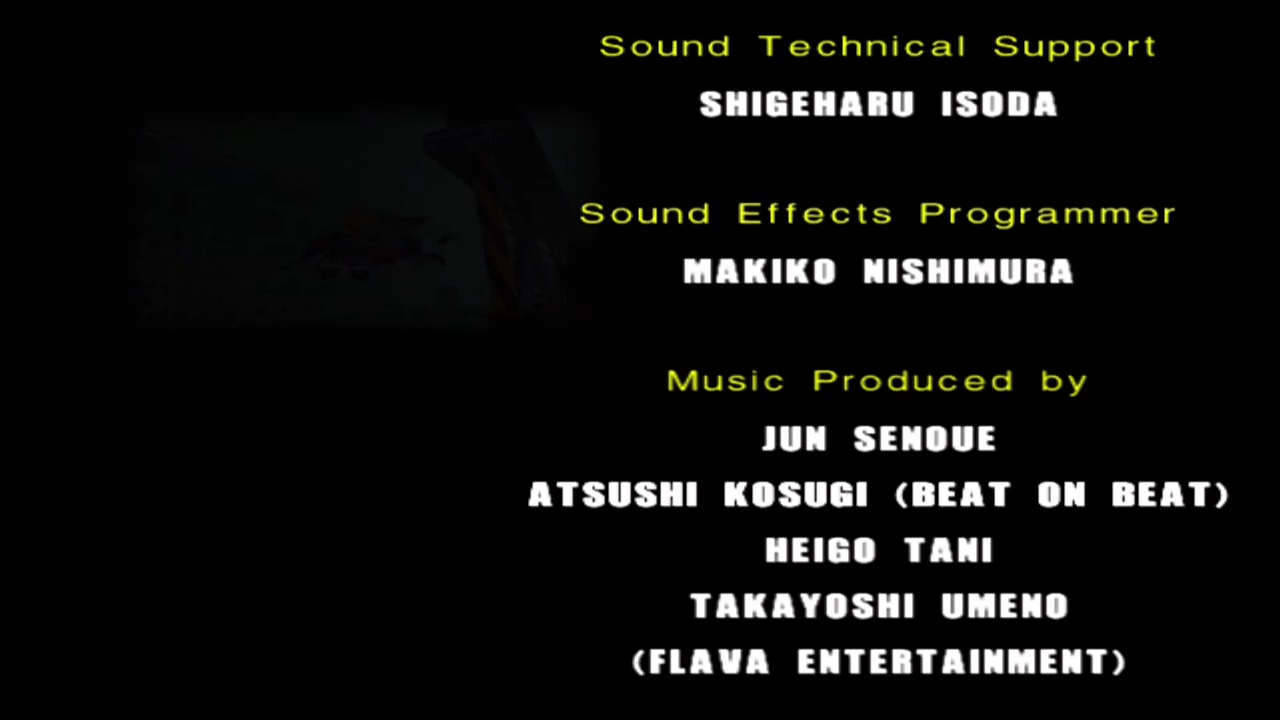 Sound Technical Support
SHIGEHARU ISODA
Sound Effects Programmer
MAKIKO NISHIMURA
Music Produced by
JUN SENOUE
ATSUSHI KOSUGI (BEAT ON BEAT)
HEIGO TANI
TAKAYOSHI UMENO
(FLAVA ENTERTAINMENT)